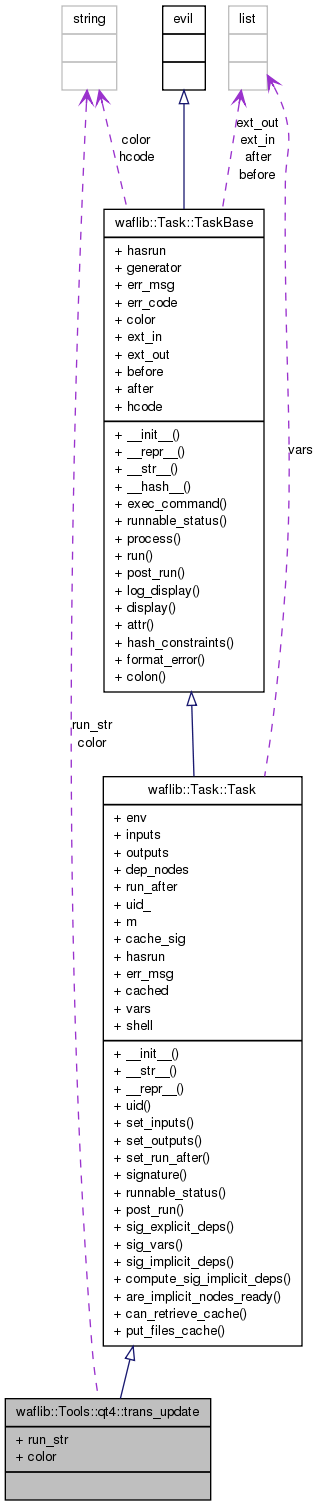 string
evil
list
color
hcode
ext_out
ext_in
after
before
waflib::Task::TaskBase
+ hasrun
+ generator
+ err_msg
+ err_code
+ color
+ ext_in
+ ext_out
+ before
+ after
+ hcode
+ __init__()
+ __repr__()
+ __str__()
+ __hash__()
+ exec_command()
+ runnable_status()
+ process()
+ run()
+ post_run()
+ log_display()
+ display()
+ attr()
+ hash_constraints()
+ format_error()
+ colon()
vars
run_str
color
waflib::Task::Task
+ env
+ inputs
+ outputs
+ dep_nodes
+ run_after
+ uid_
+ m
+ cache_sig
+ hasrun
+ err_msg
+ cached
+ vars
+ shell
+ __init__()
+ __str__()
+ __repr__()
+ uid()
+ set_inputs()
+ set_outputs()
+ set_run_after()
+ signature()
+ runnable_status()
+ post_run()
+ sig_explicit_deps()
+ sig_vars()
+ sig_implicit_deps()
+ compute_sig_implicit_deps()
+ are_implicit_nodes_ready()
+ can_retrieve_cache()
+ put_files_cache()
waflib::Tools::qt4::trans_update
+ run_str
+ color